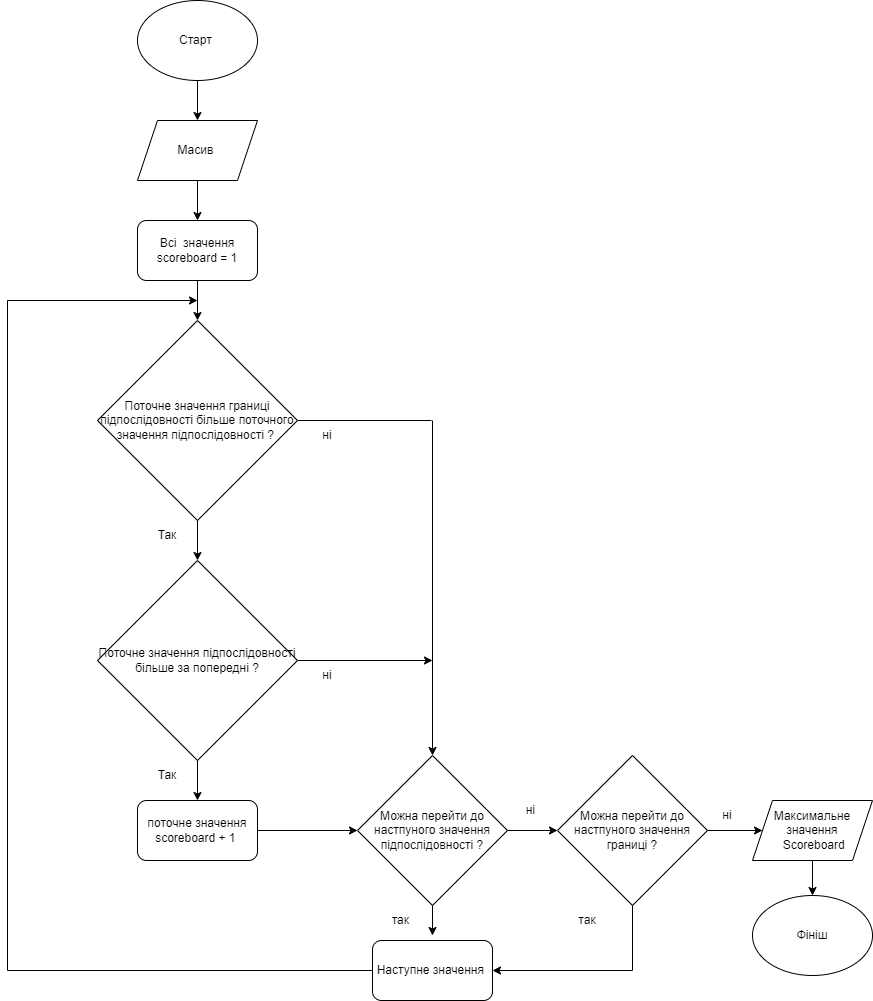 Старт
Масив
Всі значення
scoreboard = 1
Поточне значення границі
підпослідовності більше поточного
значення підпослідовності ?
ні
Так
Поточне значення підпослідовності
більше за попередні ?
ні
Так
поточне значення
scoreboard + 1
Можна перейти до
настпуного значення
підпослідовності ?
ні
Можна перейти до
настпуного значення
границі ?
ні
Максимальне
значення
Scoreboard
так
так
Наступне значення
Фініш